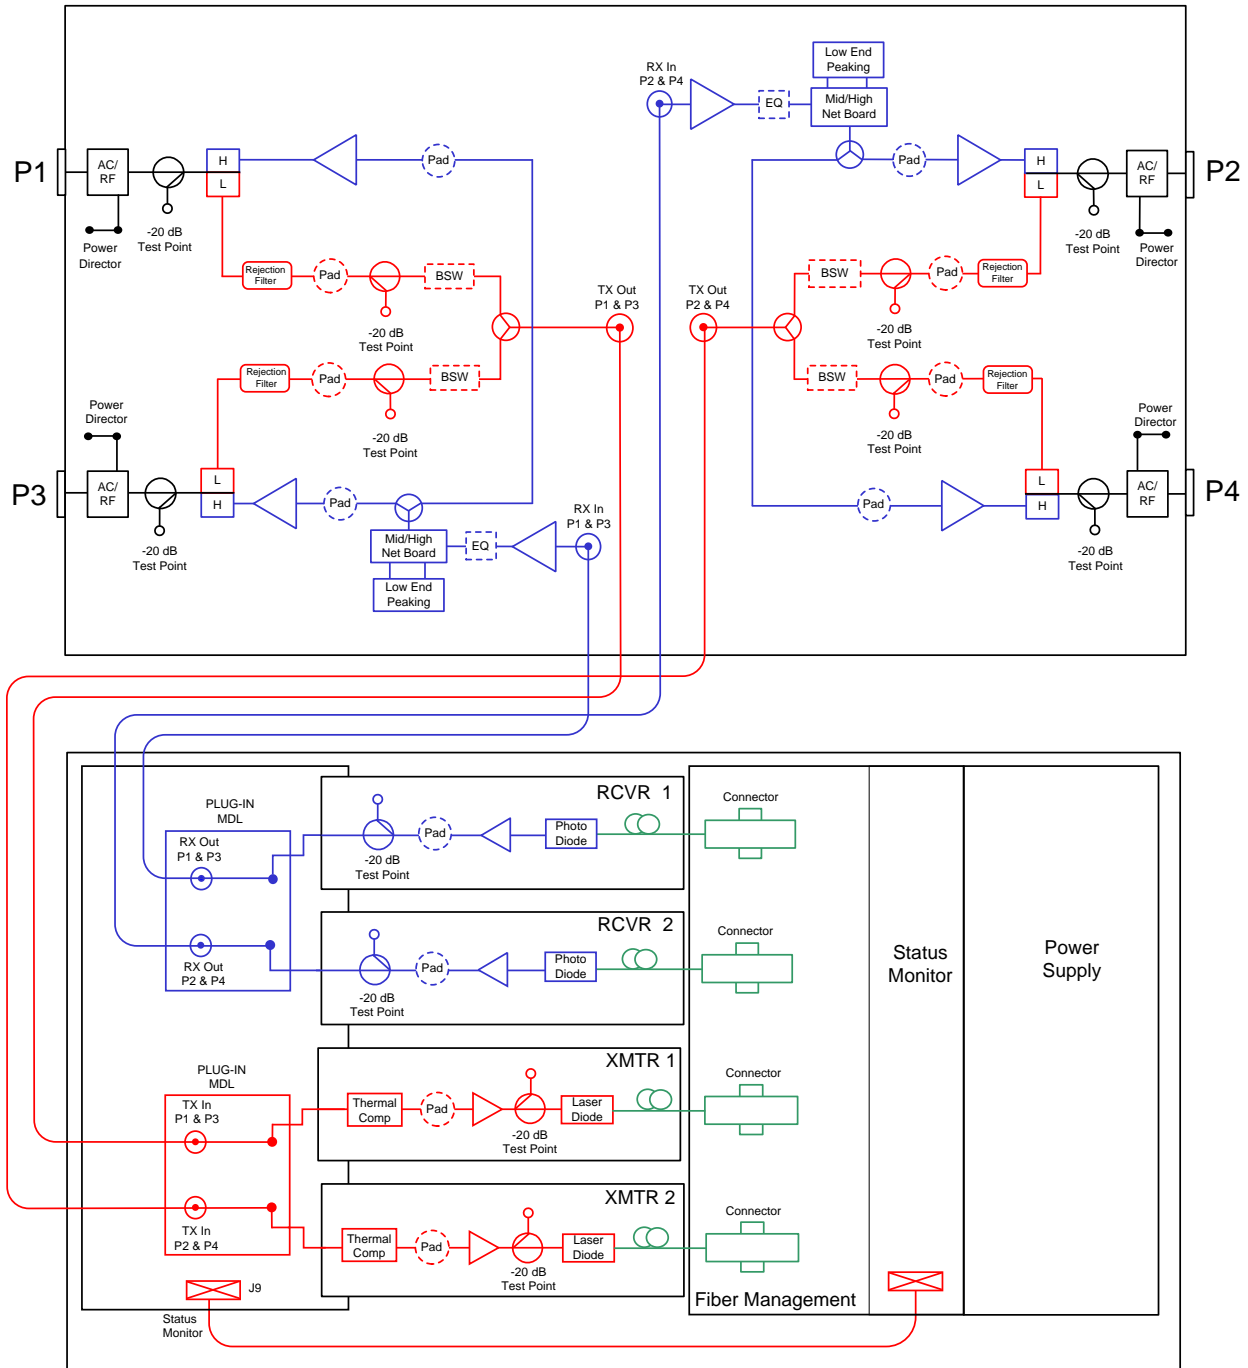 Low End
Peaking
RX In
P2 & P4
EQ
Mid/High
Net Board
P1
AC/
RF
H
L
Pad
Pad
H
L
AC/
RF
P2
-20 dB
Test Point
Power
Director
-20 dB
Test Point
Power
Director
Rejection
Filter
Pad
BSW
TX Out
P1 & P3
TX Out
P2 & P4
BSW
Pad
Rejection
Filter
-20 dB
Test Point
-20 dB
Test Point
Rejection
Filter
Pad
BSW
BSW
Pad
Rejection
Filter
Power
Director
-20 dB
Test Point
-20 dB
Test Point
Power
Director
P3
AC/
RF
L
H
Pad
RX In
P1 & P3
Pad
L
H
AC/
RF
P4
-20 dB
Test Point
Mid/High
Net Board
EQ
-20 dB
Test Point
Low End
Peaking
RCVR 1
PLUG-IN
MDL
RX Out
P1 & P3
-20 dB
Test Point
Pad
Photo
Diode
Connector
RCVR 2
RX Out
P2 & P4
-20 dB
Test Point
Pad
Photo
Diode
Connector
Status
Monitor
Power
Supply
XMTR 1
PLUG-IN
MDL
TX In
P1 & P3
Thermal
Comp
Pad
-20 dB
Test Point
Laser
Diode
Connector
XMTR 2
TX In
P2 & P4
Thermal
Comp
Pad
-20 dB
Test Point
Laser
Diode
Connector
J9
Status
Monitor
Fiber Management